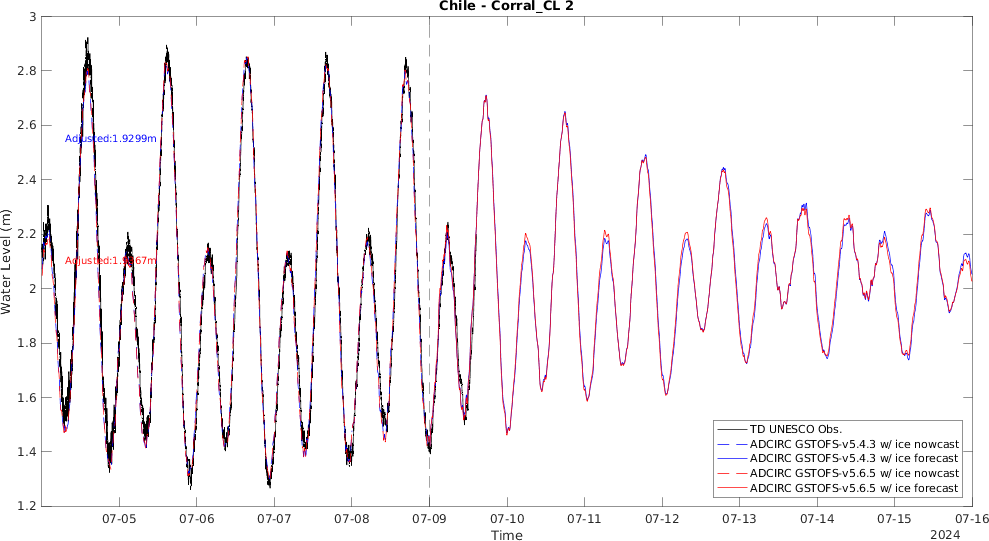 Chile - Corral_CL 2
3
2.8
2.6
2.4
2.2
2
1.8
1.6
1.4
1.2
Water Level (m)
Adjusted:1.9299m
TD UNESCO Obs.
ADCIRC GSTOFS-v5.4.3 w/ ice nowcast
ADCIRC GSTOFS-v5.4.3 w/ ice forecast
ADCIRC GSTOFS-v5.6.5 w/ ice nowcast
ADCIRC GSTOFS-v5.6.5 w/ ice forecast
07-05 07-06 07-07 07-08 07-09 07-10 07-11 07-12 07-13 07-14 07-15 07-16
Time
2024